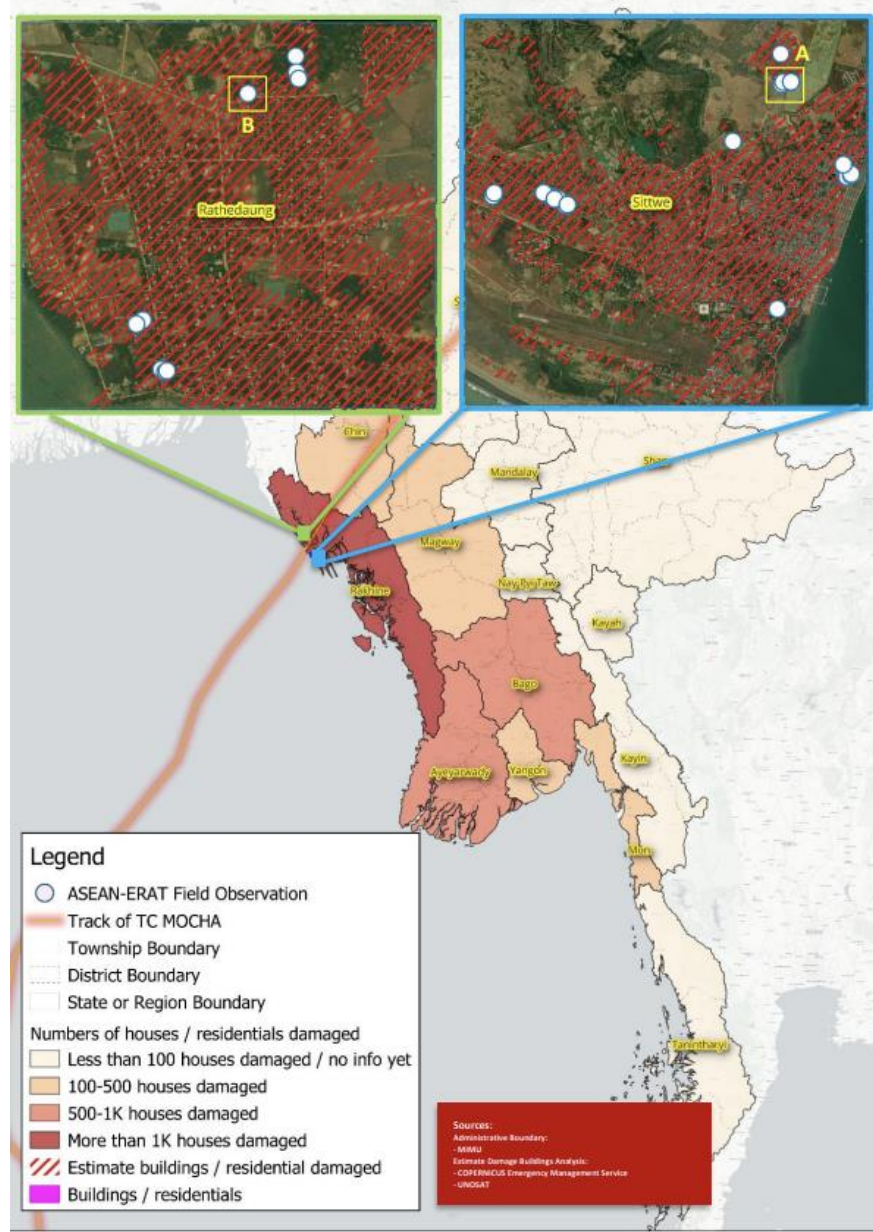 A
B
Rathedaung
Sittwe
Chin
Mandalay
Shan
Magway
Nay Pyi Taw
Rakhine
Kayah
Bago
Ayeyarwady
Yangon
Kayin
Mon
Tanintharyi
Legend
ASEAN-ERAT Field Observation
Track of TC MOCHA
Township Boundary
District Boundary
State or Region Boundary
Numbers of houses / residentials damaged
Less than 100 houses damaged / no info yet
100-500 houses damaged
500-1K houses damaged
More than 1K houses damaged
Estimate buildings / residential damaged
Buildings / residentials
Sources:
Administrative Boundary:
- MIMU
Estimate Damage Buildings Analysis:
- COPERNICUS Emergency Management Service
- UNOSAT